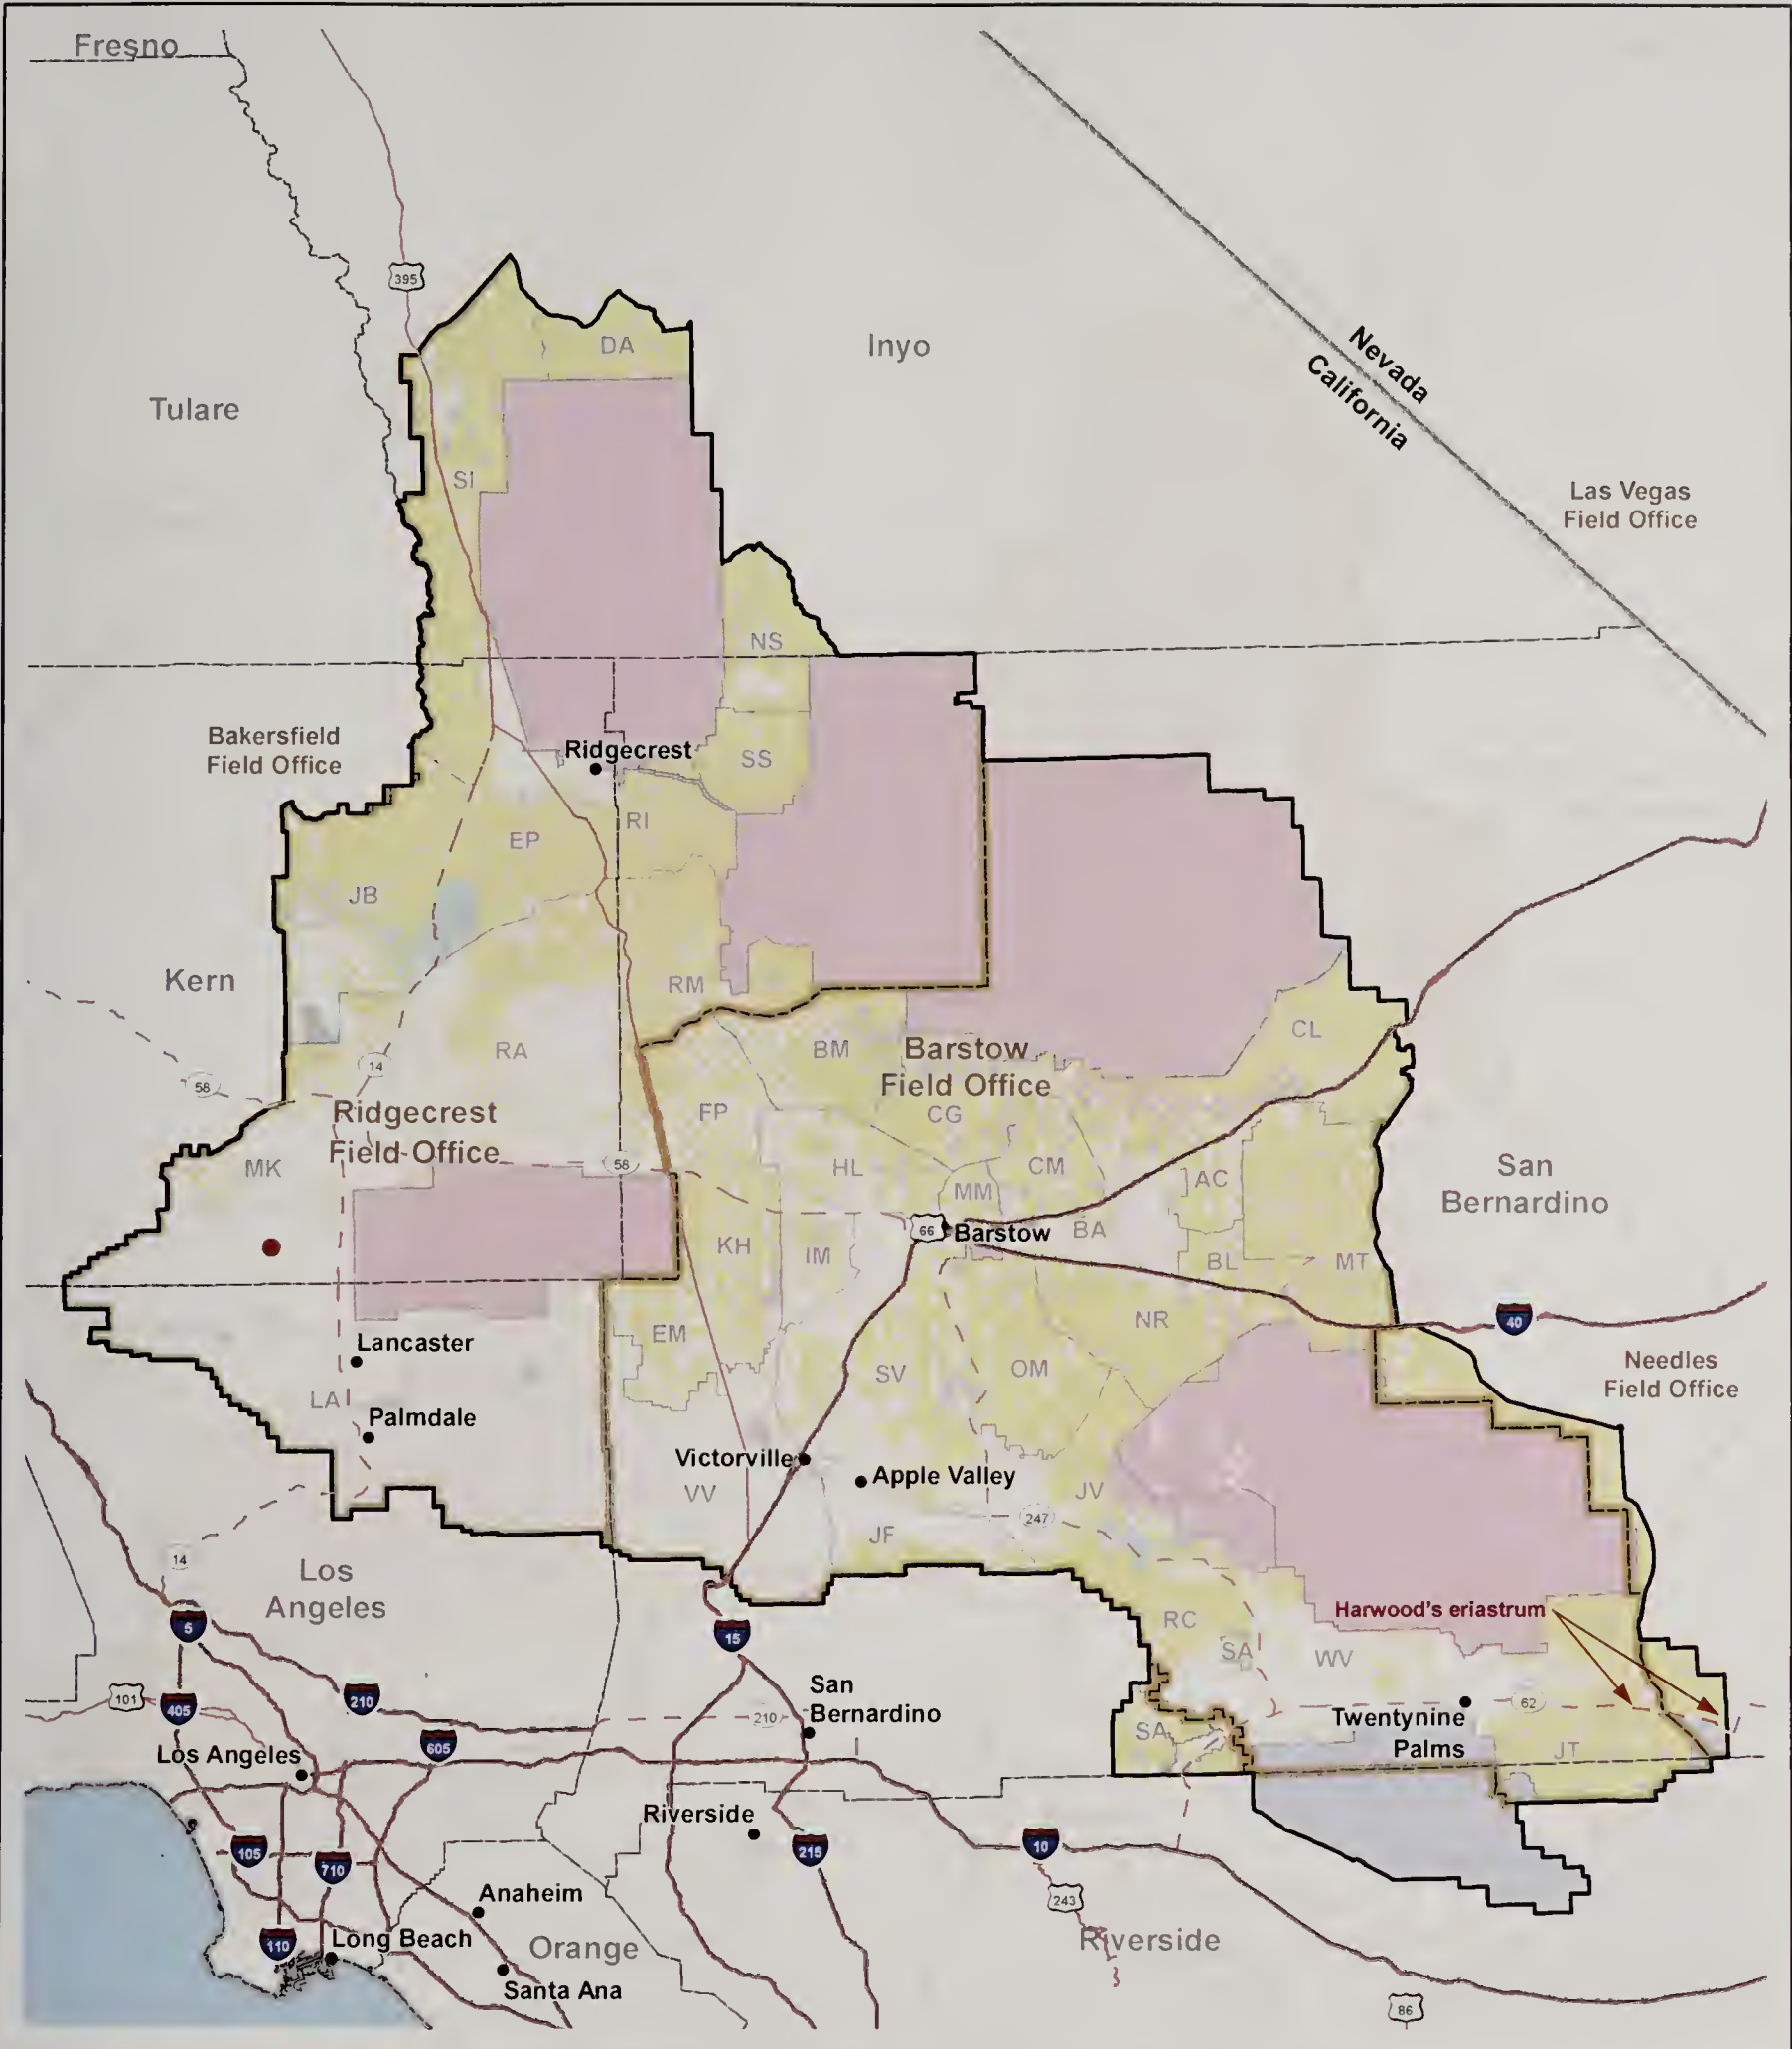 Fresno
395
Inyo
DA
Nevada
California
Tulare
SI
Las Vegas
Field Office
NS
Bakersfield
Field Office
Ridgecrest
SS
RI
EP
JB
Kern
RM
CL
BM
Barstow
Field Office
RA
14
58
FP
CG
Ridgecrest
Field Office
MK
58
HL
CM
MM
AC
San
Bernardino
66
Barstow
BA
KH
IM
BL
MT
40
NR
EM
Lancaster
SV
OM
Needles
Field Office
LA
Palmdale
Victorville
Apple Valley
VV
JV
247
JF
14
Los
Angeles
5
15
RC
Harwood's eriastrum
SA
WV
101
405
210
San
Bernardino
210
62
Twentynine
Palms
SA
605
Los Angeles
JT
Riverside
105
710
215
10
243
Anaheim
110
Long Beach
Orange
Riverside
Santa Ana
86